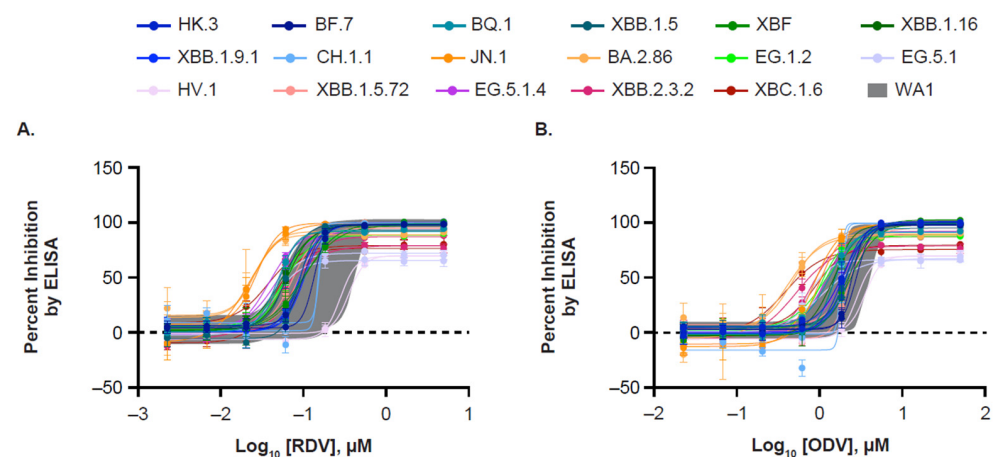 HK.3 BF.7 BQ.1 XBB.1.5 XBF XBB.1.16
XBB.1.9.1 CH.1.1 JN.1 BA.2.86 EG.1.2 EG.5.1
HV.1 XBB.1.5.72 EG.5.1.4 XBB.2.3.2 XBC.1.6 WA1
A.
Percent Inhibition
by ELISA
150
100
50
0
–50
–3 –2 –1 0 1
Log10 [RDV], µM
B.
Percent Inhibition
by ELISA
150
100
50
0
–50
–2 –1 0 1 2
Log10 [ODV], µM